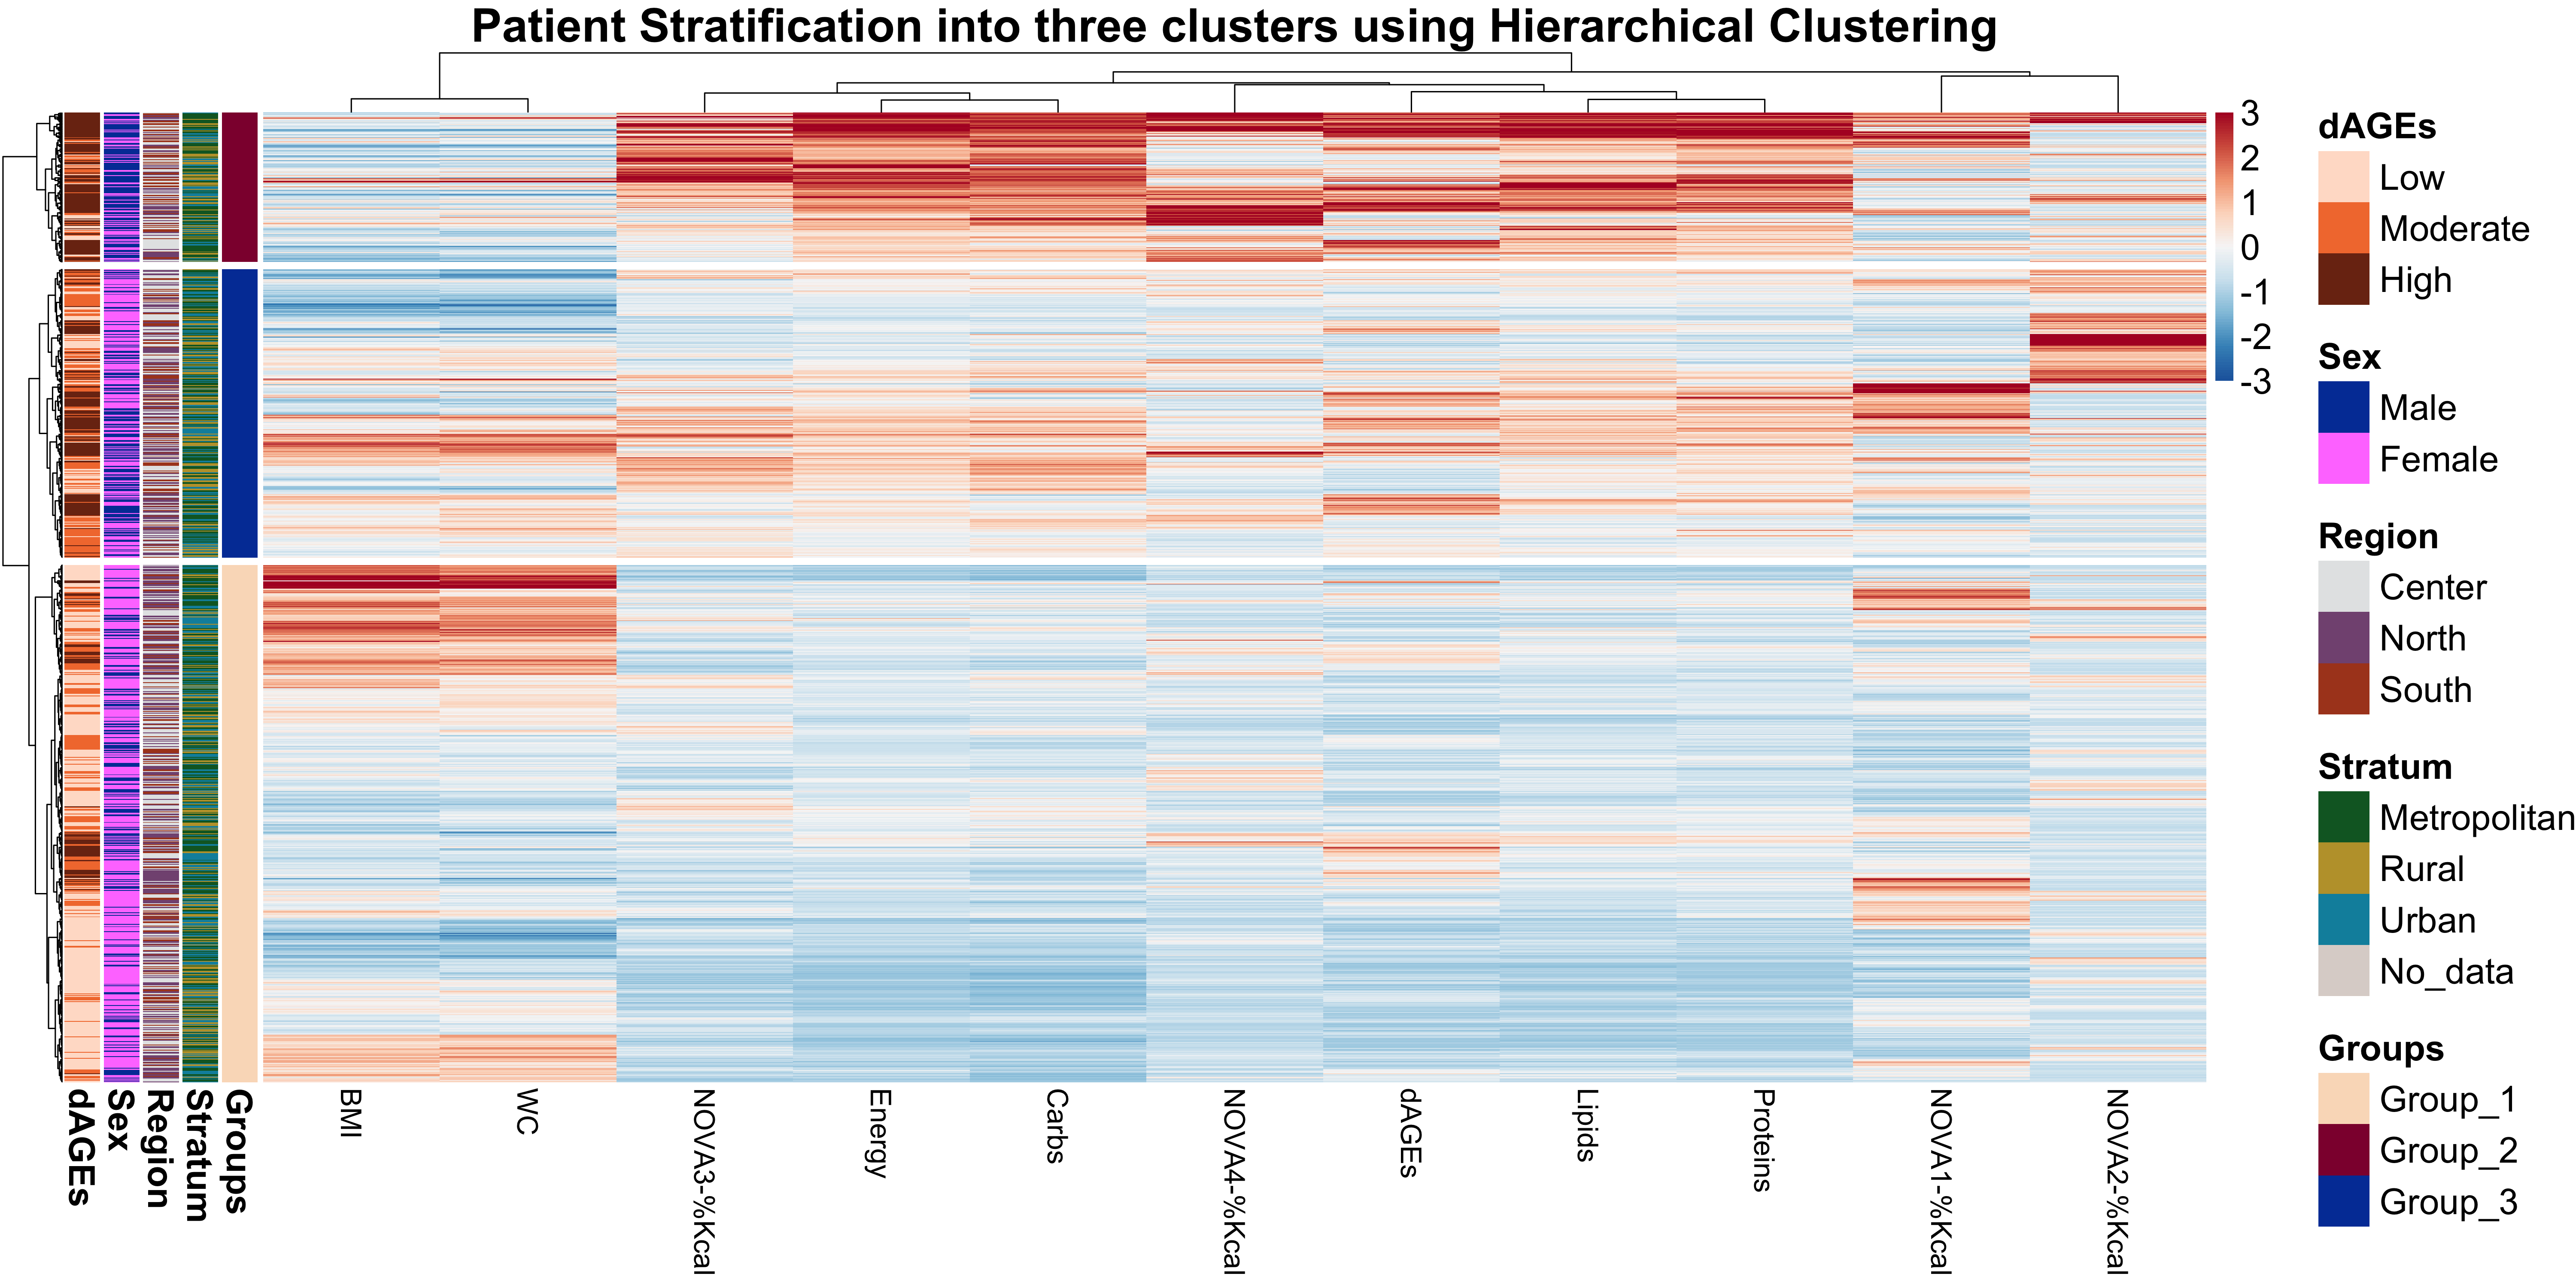 Patient Stratification into three clusters using Hierarchical Clustering
3
2
1
0
-1
-2
-3
dAGEs
Low
Moderate
High
Sex
Male
Female
Region
Center
North
South
Stratum
Metropolitan
Rural
Urban
No_data
Groups
Group_1
Group_2
Group_3
dAGEs
Sex
Region
Stratum
Groups
BMI
WC
NOVA3-%Kcal
Energy
Carbs
NOVA4-%Kcal
dAGEs
Lipids
Proteins
NOVA1-%Kcal
NOVA2-%Kcal